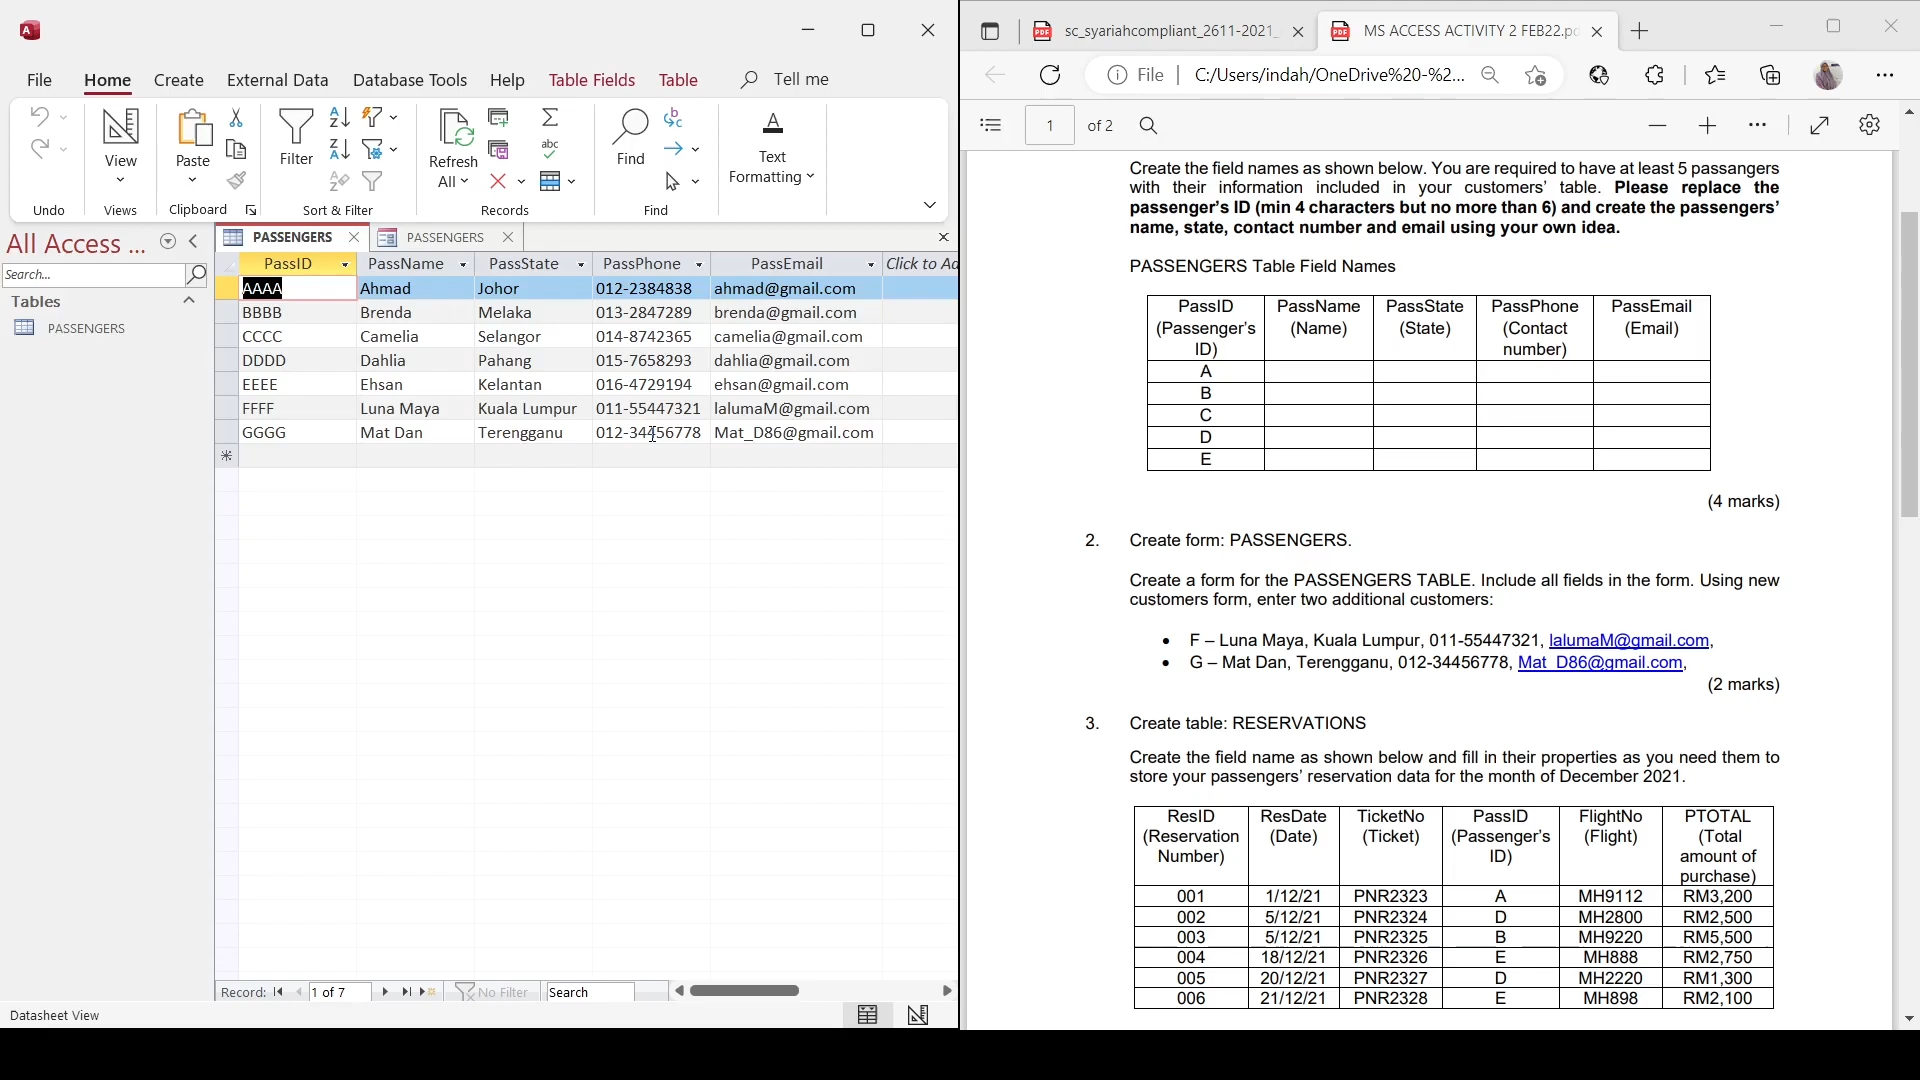 File Home Create External Data Database Tools Help Table Fields Table Tell me
Filter
Find
View Paste Refresh Text
All Formatting
Undo Views Clipboard Sort & Filter Records Find
All Access ...
Search...
Tables
PASSENGERS
PASSENGERS PASSENGERS
PassID PassName PassState PassPhone PassEmail Click to Ad
AAAA Ahmad Johor 012-2384838 ahmad@gmail.com
BBBB Brenda Melaka 013-2847289 brenda@gmail.com
CCCC Camelia Selangor 014-8742365 camelia@gmail.com
DDDD Dahlia Pahang 015-7658293 dahlia@gmail.com
EEEE Ehsan Kelantan 016-4729194 ehsan@gmail.com
FFFF Luna Maya Kuala Lumpur 011-55447321 lalumaM@gmail.com
GGGG Mat Dan Terengganu 012-34456778 Mat_D86@gmail.com
Record: 1 of 7 No Filter Search
Datasheet View
sc_syariahcompliant_2611-2021_ MS ACCESS ACTIVITY 2 FEB22.pd
File C:/Users/indah/OneDrive%20-%2...
1 of 2
Create the field names as shown below. You are required to have at least 5 passangers
with their information included in your customers' table. Please replace the
passenger's ID (min 4 characters but no more than 6) and create the passengers'
name, state, contact number and email using your own idea.
PASSENGERS Table Field Names
PassID PassName PassState PassPhone PassEmail
(Passenger's (Name) (State) (Contact (Email)
ID) number)
A
B
C
D
E
(4 marks)
2. Create form: PASSENGERS.
Create a form for the PASSENGERS TABLE. Include all fields in the form. Using new
customers form, enter two additional customers:
• F – Luna Maya, Kuala Lumpur, 011-55447321, lalumaM@gmail.com,
• G – Mat Dan, Terengganu, 012-34456778, Mat_D86@gmail.com,
(2 marks)
3. Create table: RESERVATIONS
Create the field name as shown below and fill in their properties as you need them to
store your passengers' reservation data for the month of December 2021.
ResID ResDate TicketNo PassID FlightNo PTOTAL
(Reservation (Date) (Ticket) (Passenger's (Flight) (Total
Number) ID) amount of
purchase)
001 1/12/21 PNR2323 A MH9112 RM3,200
002 5/12/21 PNR2324 D MH2800 RM2,500
003 5/12/21 PNR2325 B MH9220 RM5,500
004 18/12/21 PNR2326 E MH888 RM2,750
005 20/12/21 PNR2327 D MH2220 RM1,300
006 21/12/21 PNR2328 E MH898 RM2,100